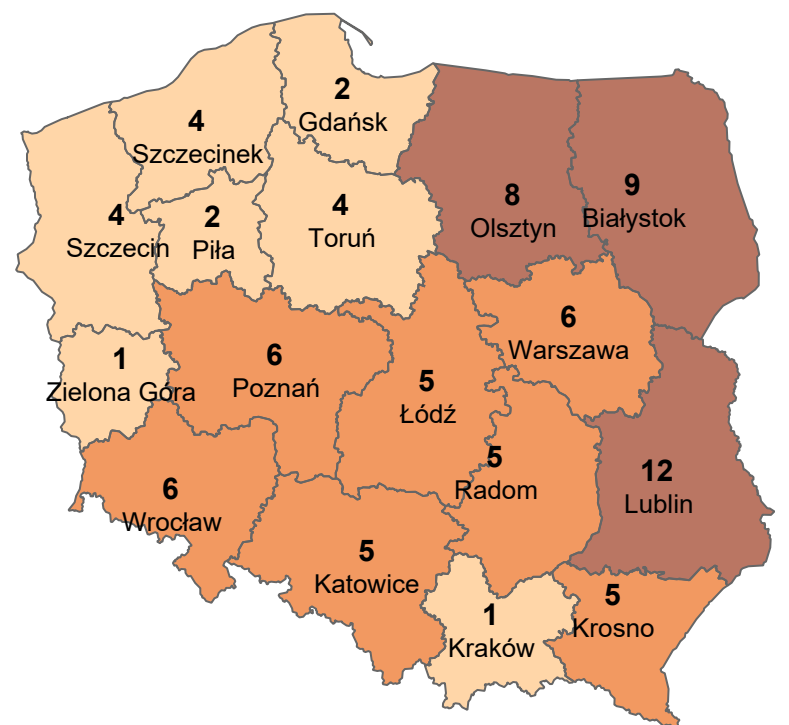 2
Gdańsk
4
Szczecinek
8
Olsztyn
9
Białystok
4
Szczecin
2
Piła
4
Toruń
6
Warszawa
1
Zielona Góra
6
Poznań
5
Łódź
5
Radom
12
Lublin
6
Wrocław
5
Katowice
1
Kraków
5
Krosno